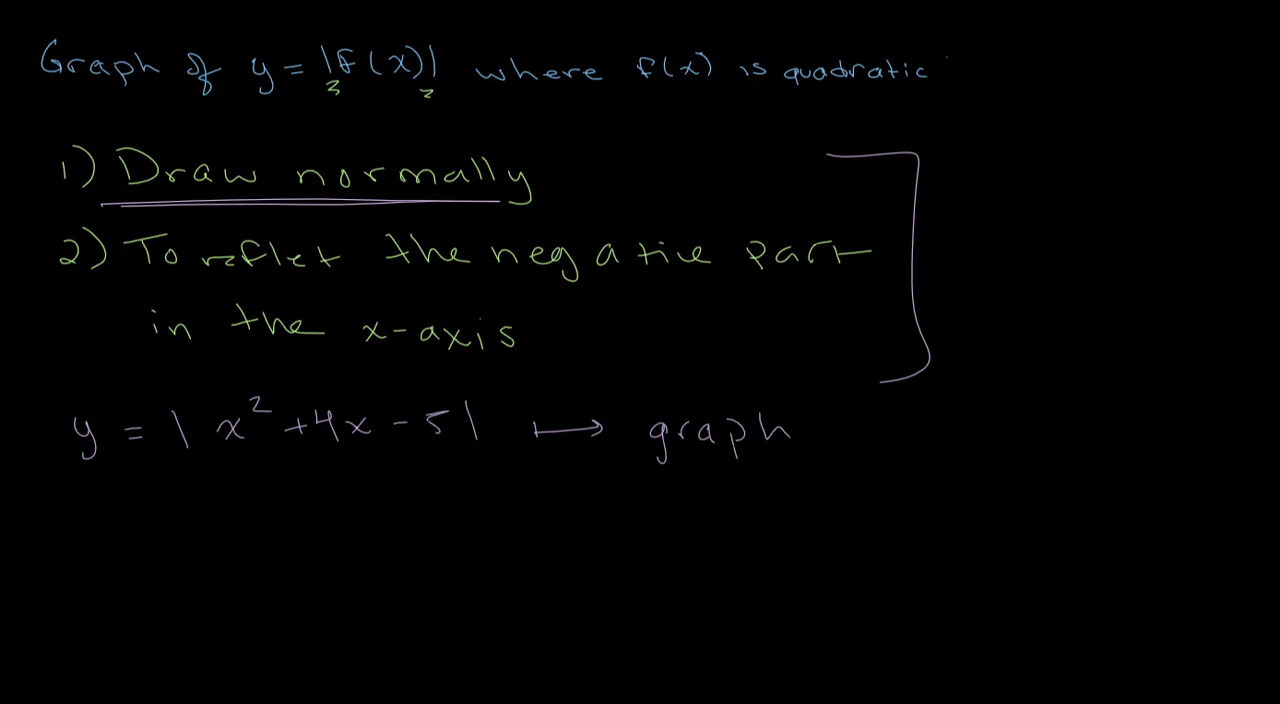 Graph of y = |f(x)| where f(x) is quadratic
1) Draw normally
2) To reflet the negative part
in the x-axis
y = | x² + 4x - 5 | ↦ graph